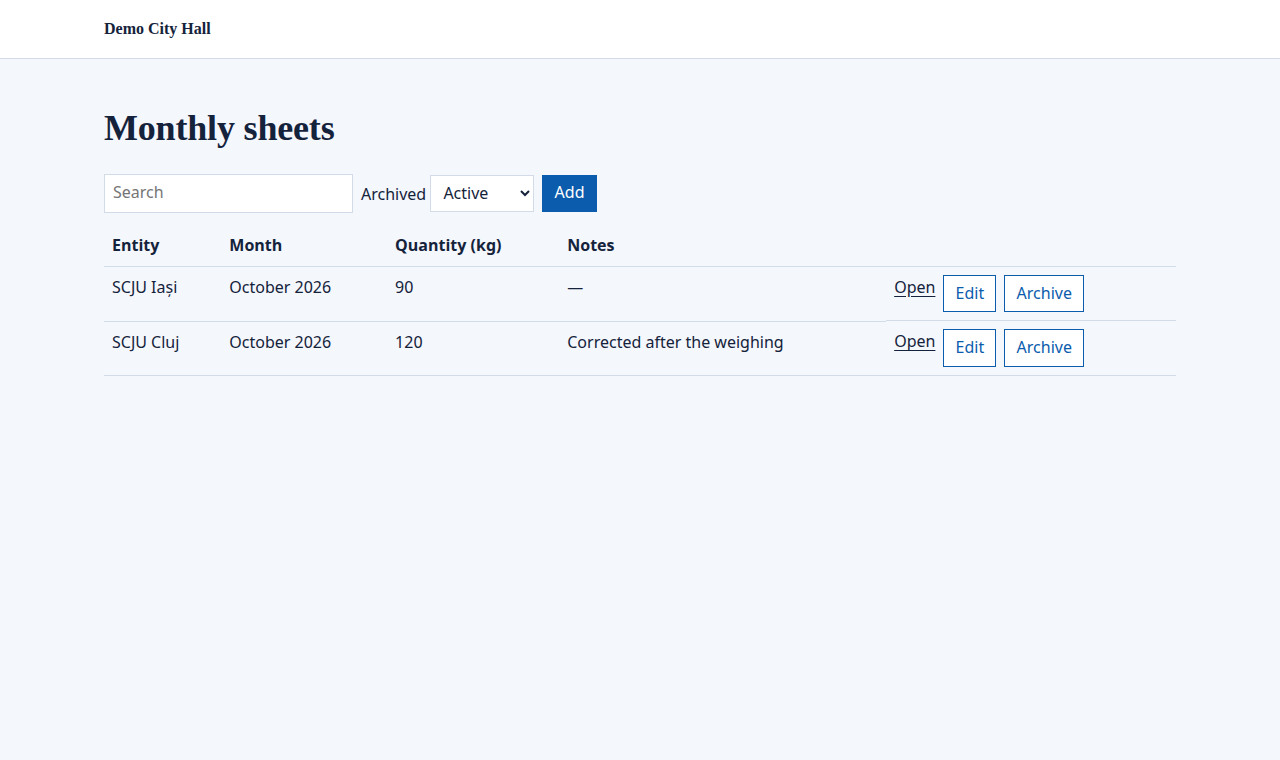 Demo City Hall
Monthly sheets
Search Archived Active Add
Entity Month Quantity (kg) Notes
SCJU Iași October 2026 90 — Open Edit Archive
SCJU Cluj October 2026 120 Corrected after the weighing Open Edit Archive